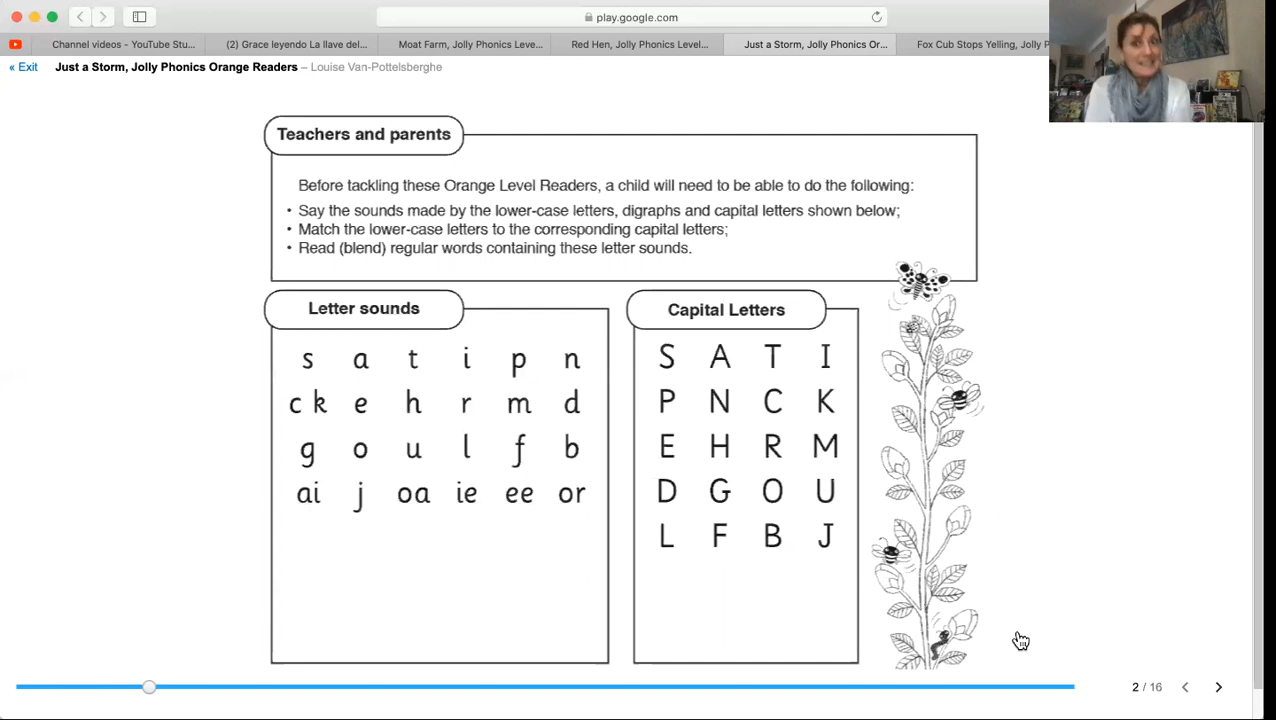 play.google.com
Channel videos - YouTube Stu...
(2) Grace leyendo La llave del...
Moat Farm, Jolly Phonics Leve...
Red Hen, Jolly Phonics Level...
Just a Storm, Jolly Phonics Or...
Fox Cub Stops Yelling, Jolly P
« Exit Just a Storm, Jolly Phonics Orange Readers – Louise Van-Pottelsberghe
Teachers and parents
Before tackling these Orange Level Readers, a child will need to be able to do the following:
• Say the sounds made by the lower-case letters, digraphs and capital letters shown below;
• Match the lower-case letters to the corresponding capital letters;
• Read (blend) regular words containing these letter sounds.
Letter sounds
s a t i p n
c k e h r m d
g o u l f b
ai j oa ie ee or
Capital Letters
S A T I
P N C K
E H R M
D G O U
L F B J
2 / 16